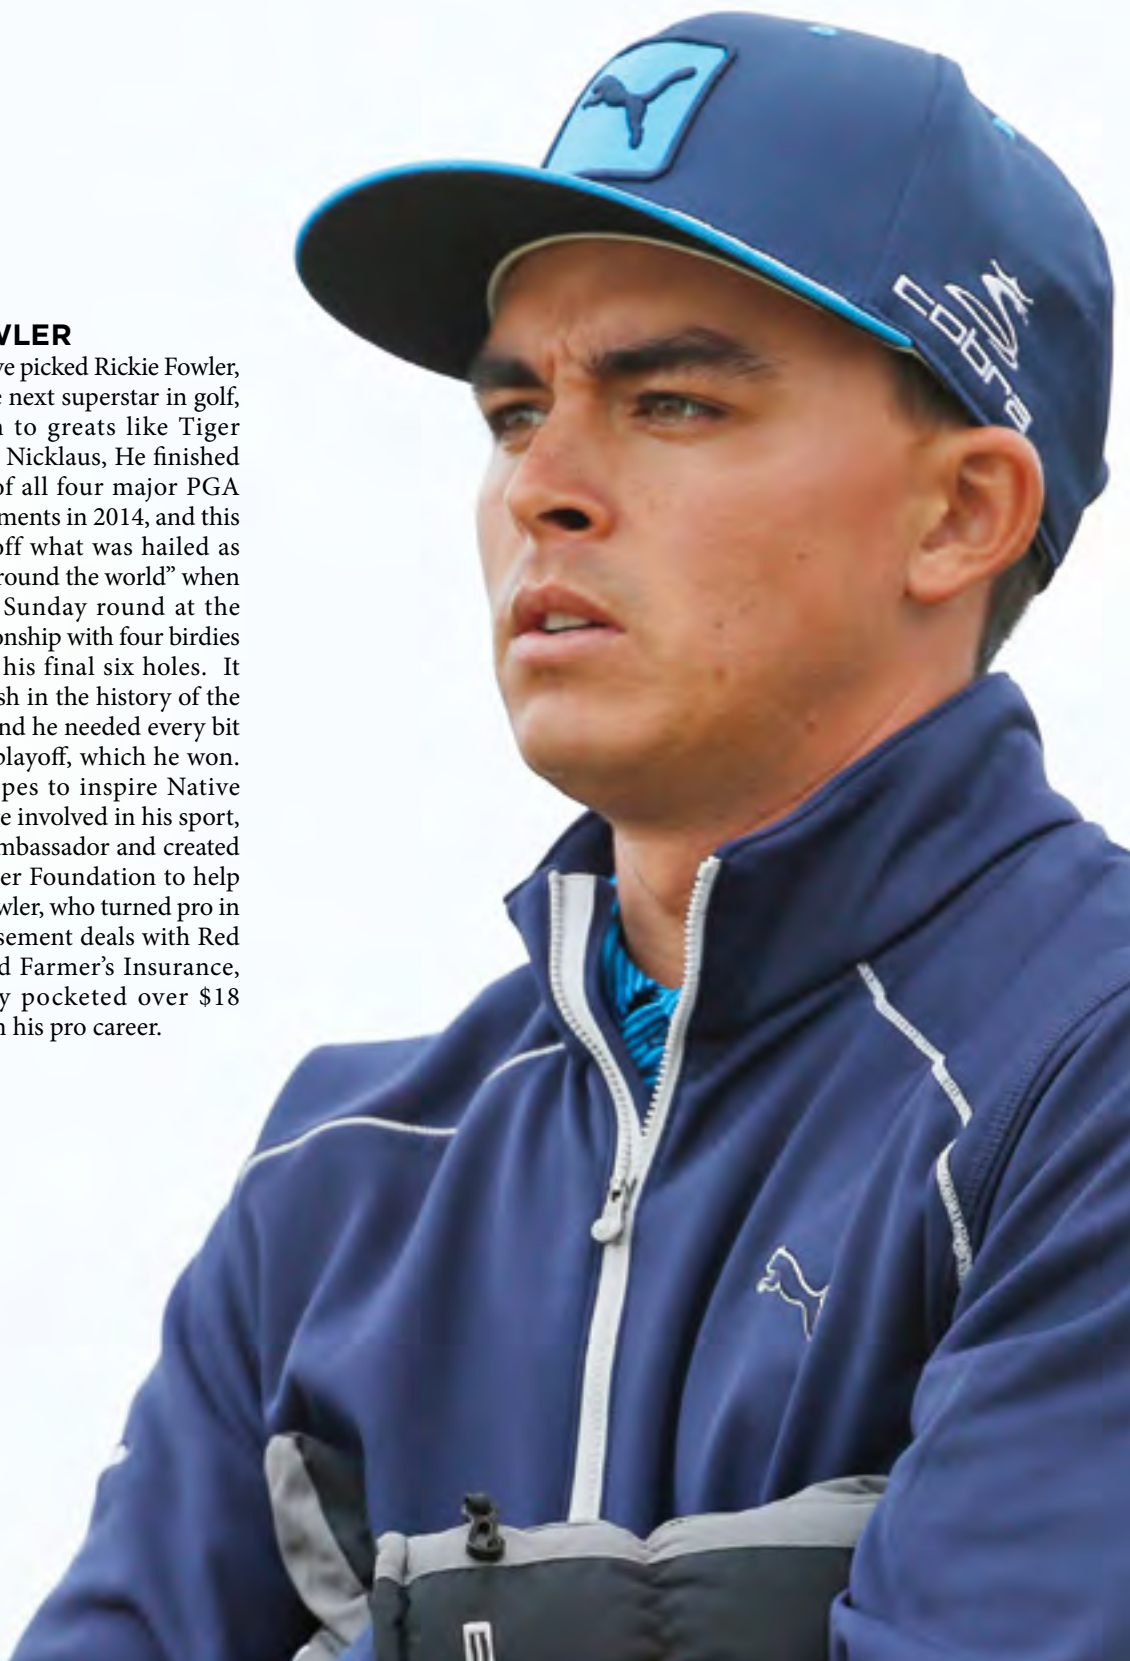 WLER
ve picked Rickie Fowler,
e next superstar in golf,
n to greats like Tiger
Nicklaus, He finished
of all four major PGA
ments in 2014, and this
off what was hailed as
round the world” when
Sunday round at the
onship with four birdies
his final six holes. It
sh in the history of the
nd he needed every bit
playoff, which he won.
pes to inspire Native
e involved in his sport,
mbassador and created
er Foundation to help
wler, who turned pro in
sement deals with Red
d Farmer’s Insurance,
y pocketed over $18
n his pro career.
cobra